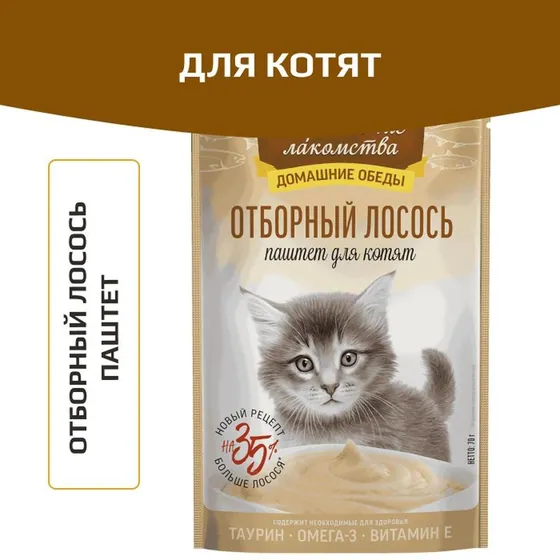 ДЛЯ КОТЯТ
лакомства
ДОМАШНИЕ ОБЕДЫ
ОТБОРНЫЙ ЛОСОСЬ
паштет для котят
ОТБОРНЫЙ ЛОСОСЬ
ПАШТЕТ
НОВЫЙ РЕЦЕПТ
НА 35%
БОЛЬШЕ ЛОСОСЯ*
НЕТТО: 70 г
СОДЕРЖИТ НЕОБХОДИМЫЕ ДЛЯ ЗДОРОВЬЯ
ТАУРИН · ОМЕГА-3 · ВИТАМИН Е